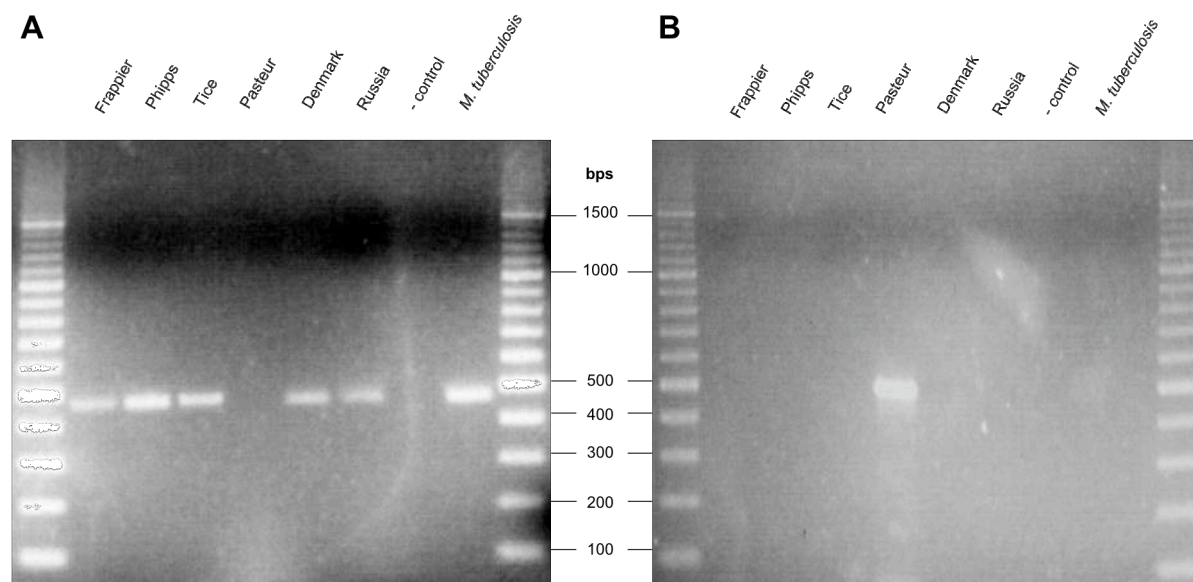 A
Frappier
Phipps
Tice
Pasteur
Denmark
Russia
- control
M. tuberculosis
B
Frappier
Phipps
Tice
Pasteur
Denmark
Russia
- control
M. tuberculosis
bps
1500
1000
500
400
300
200
100